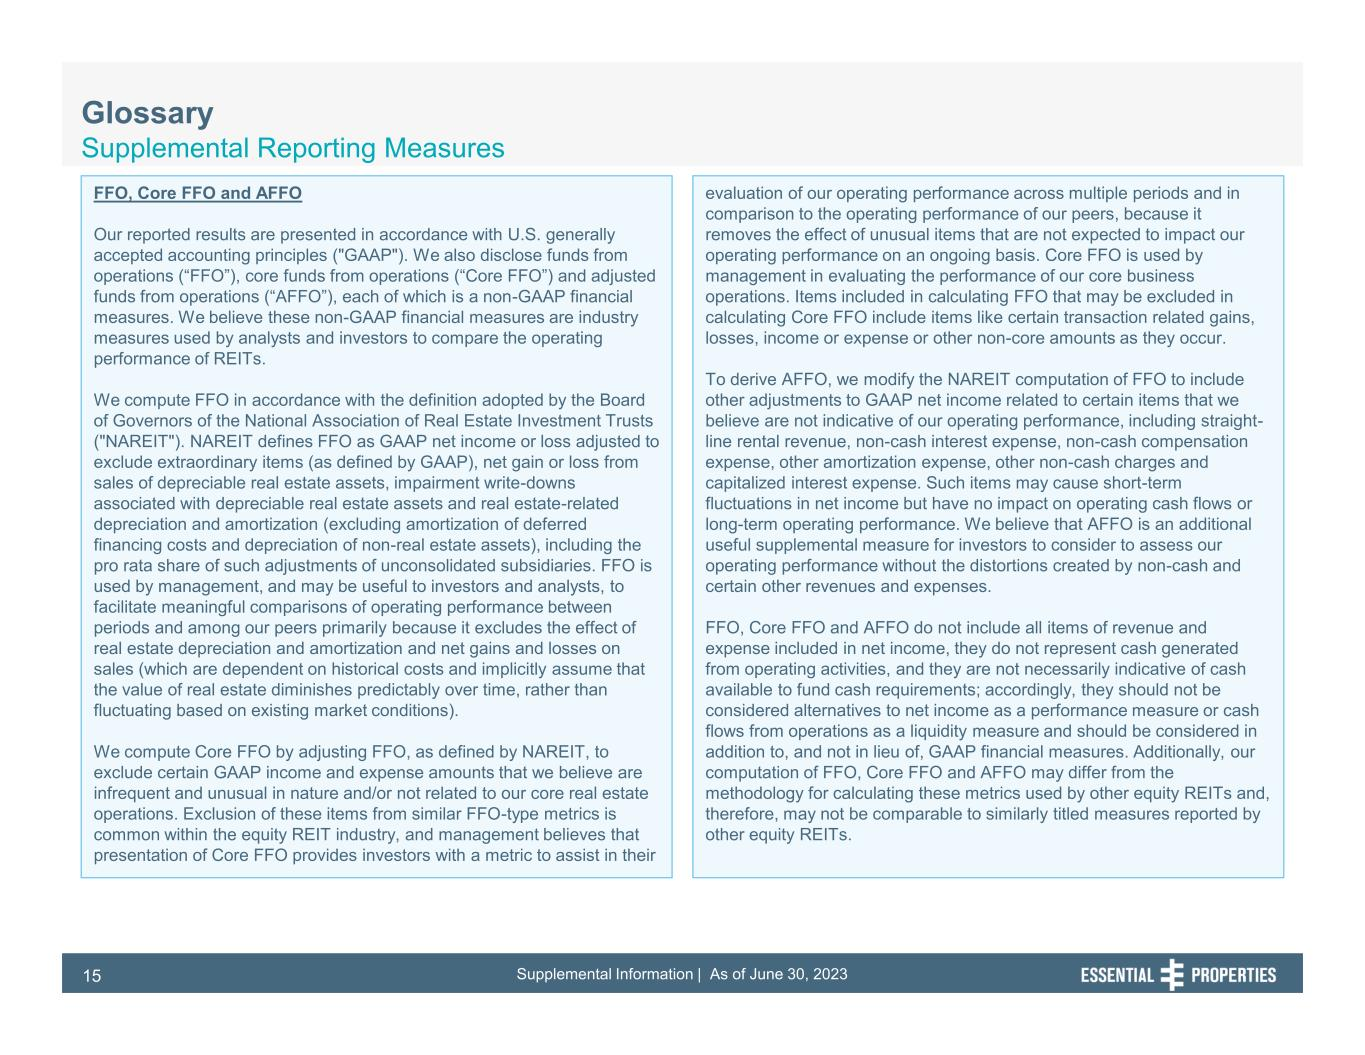 Glossary
Supplemental Reporting Measures
FFO, Core FFO and AFFO
Our reported results are presented in accordance with U.S. generally
accepted accounting principles ("GAAP"). We also disclose funds from
operations (“FFO”), core funds from operations (“Core FFO”) and adjusted
funds from operations (“AFFO”), each of which is a non-GAAP financial
measures. We believe these non-GAAP financial measures are industry
measures used by analysts and investors to compare the operating
performance of REITs.
We compute FFO in accordance with the definition adopted by the Board
of Governors of the National Association of Real Estate Investment Trusts
("NAREIT"). NAREIT defines FFO as GAAP net income or loss adjusted to
exclude extraordinary items (as defined by GAAP), net gain or loss from
sales of depreciable real estate assets, impairment write-downs
associated with depreciable real estate assets and real estate-related
depreciation and amortization (excluding amortization of deferred
financing costs and depreciation of non-real estate assets), including the
pro rata share of such adjustments of unconsolidated subsidiaries. FFO is
used by management, and may be useful to investors and analysts, to
facilitate meaningful comparisons of operating performance between
periods and among our peers primarily because it excludes the effect of
real estate depreciation and amortization and net gains and losses on
sales (which are dependent on historical costs and implicitly assume that
the value of real estate diminishes predictably over time, rather than
fluctuating based on existing market conditions).
We compute Core FFO by adjusting FFO, as defined by NAREIT, to
exclude certain GAAP income and expense amounts that we believe are
infrequent and unusual in nature and/or not related to our core real estate
operations. Exclusion of these items from similar FFO-type metrics is
common within the equity REIT industry, and management believes that
presentation of Core FFO provides investors with a metric to assist in their
evaluation of our operating performance across multiple periods and in
comparison to the operating performance of our peers, because it
removes the effect of unusual items that are not expected to impact our
operating performance on an ongoing basis. Core FFO is used by
management in evaluating the performance of our core business
operations. Items included in calculating FFO that may be excluded in
calculating Core FFO include items like certain transaction related gains,
losses, income or expense or other non-core amounts as they occur.
To derive AFFO, we modify the NAREIT computation of FFO to include
other adjustments to GAAP net income related to certain items that we
believe are not indicative of our operating performance, including straight-
line rental revenue, non-cash interest expense, non-cash compensation
expense, other amortization expense, other non-cash charges and
capitalized interest expense. Such items may cause short-term
fluctuations in net income but have no impact on operating cash flows or
long-term operating performance. We believe that AFFO is an additional
useful supplemental measure for investors to consider to assess our
operating performance without the distortions created by non-cash and
certain other revenues and expenses.
FFO, Core FFO and AFFO do not include all items of revenue and
expense included in net income, they do not represent cash generated
from operating activities, and they are not necessarily indicative of cash
available to fund cash requirements; accordingly, they should not be
considered alternatives to net income as a performance measure or cash
flows from operations as a liquidity measure and should be considered in
addition to, and not in lieu of, GAAP financial measures. Additionally, our
computation of FFO, Core FFO and AFFO may differ from the
methodology for calculating these metrics used by other equity REITs and,
therefore, may not be comparable to similarly titled measures reported by
other equity REITs.
15
Supplemental Information | As of June 30, 2023
ESSENTIAL PROPERTIES